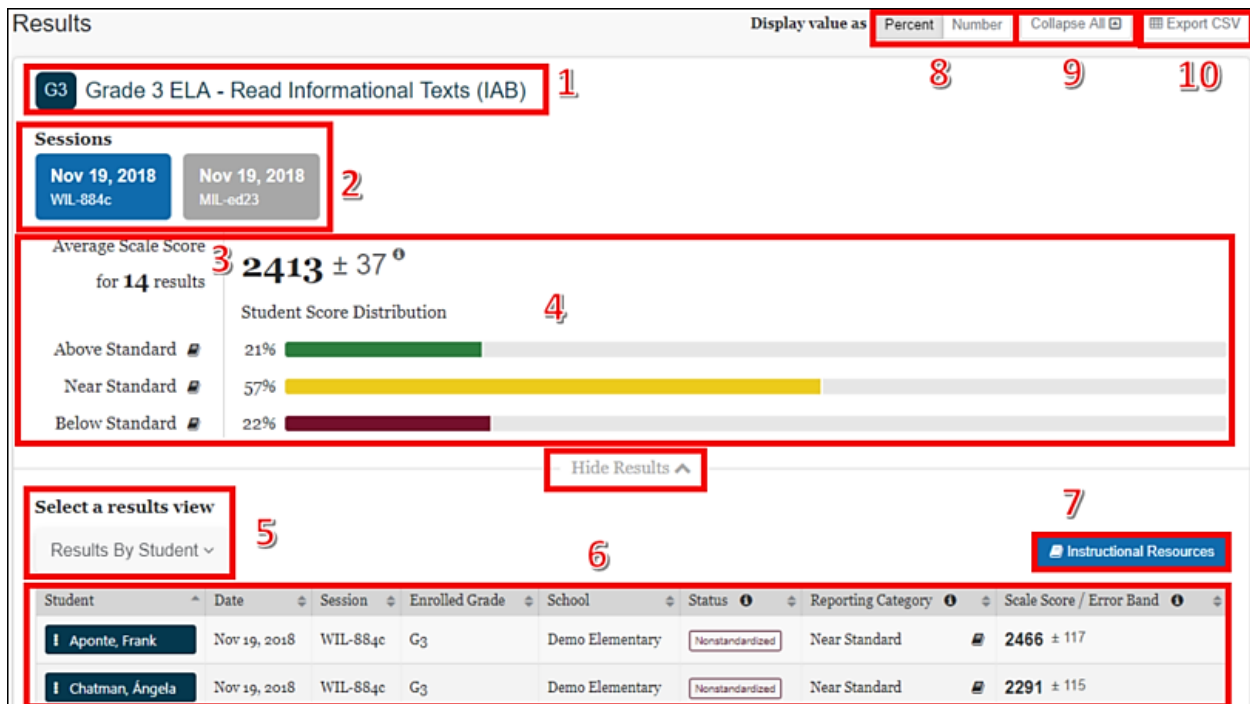 Results
Display value as Percent Number Collapse All Export CSV
8 9 10
G3 Grade 3 ELA - Read Informational Texts (IAB) 1
Sessions
Nov 19, 2018 Nov 19, 2018
WIL-884c MIL-ed23
2
Average Scale Score
for 14 results
3
2413 ± 37
Student Score Distribution
4
Above Standard 21%
Near Standard 57%
Below Standard 22%
Hide Results
Select a results view
Results By Student
5
6
7
Instructional Resources
Student Date Session Enrolled Grade School Status Reporting Category Scale Score / Error Band
Aponte, Frank Nov 19, 2018 WIL-884c G3 Demo Elementary Nonstandardized Near Standard 2466 ± 117
Chatman, Ángela Nov 19, 2018 WIL-884c G3 Demo Elementary Nonstandardized Near Standard 2291 ± 115